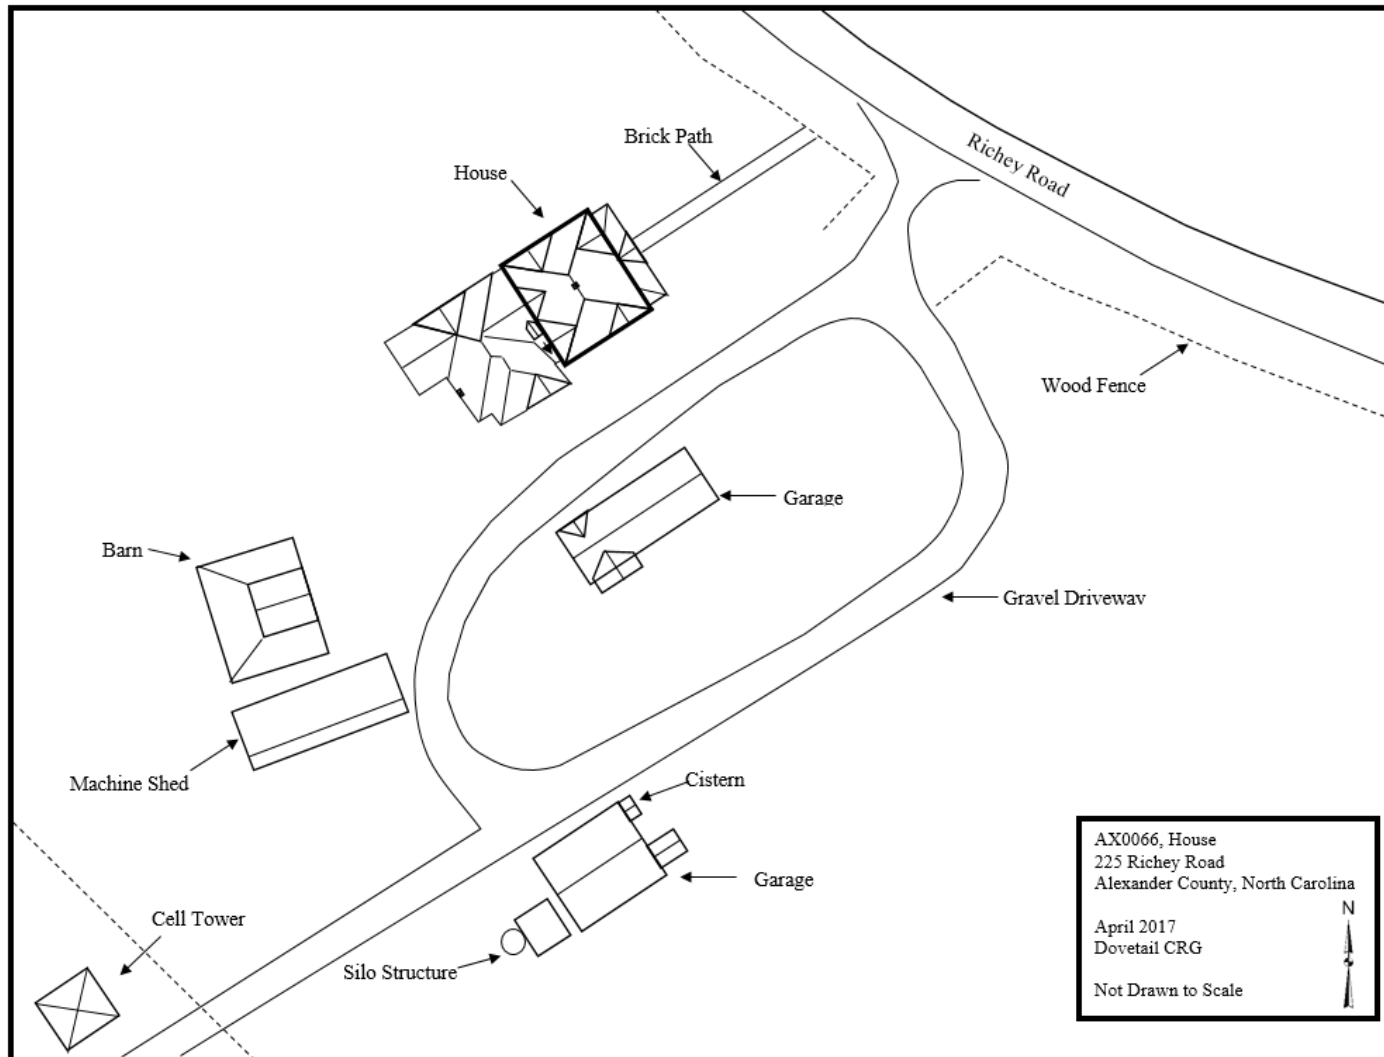 Richey Road
Brick Path
House
Wood Fence
Garage
Barn
Gravel Driveway
Machine Shed
Cistern
Garage
Cell Tower
Silo Structure
AX0066, House
225 Richey Road
Alexander County, North Carolina
N
April 2017
Dovetail CRG
Not Drawn to Scale